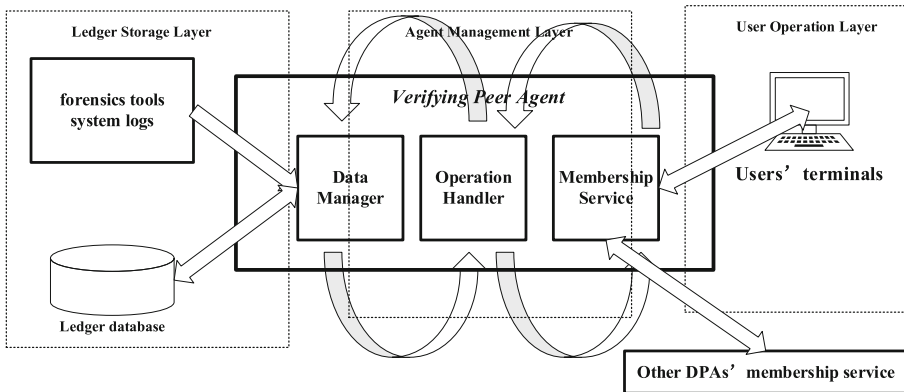 Ledger Storage Layer
Agent Management Layer
User Operation Layer
forensics tools
system logs
Verifying Peer Agent
Data
Manager
Operation
Handler
Membership
Service
Users’ terminals
Ledger database
Other DPAs’ membership service